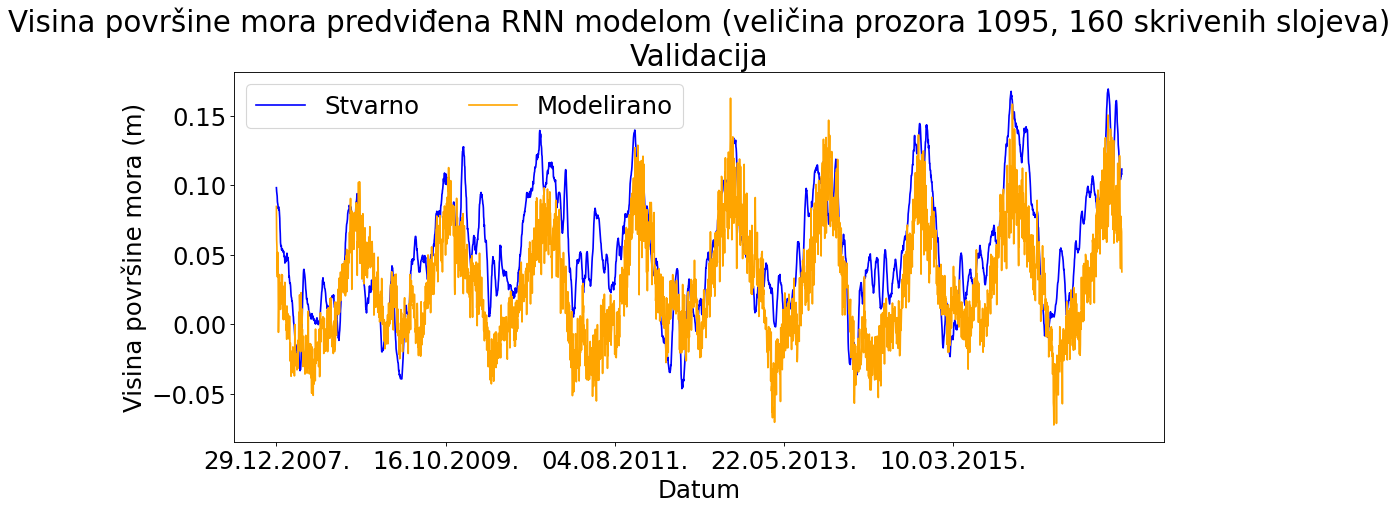 Visina površine mora predviđena RNN modelom (veličina prozora 1095, 160 skrivenih slojeva)
Validacija
Stvarno
Modelirano
Visina površine mora (m)
0.15
0.10
0.05
0.00
−0.05
29.12.2007.
16.10.2009.
04.08.2011.
22.05.2013.
10.03.2015.
Datum